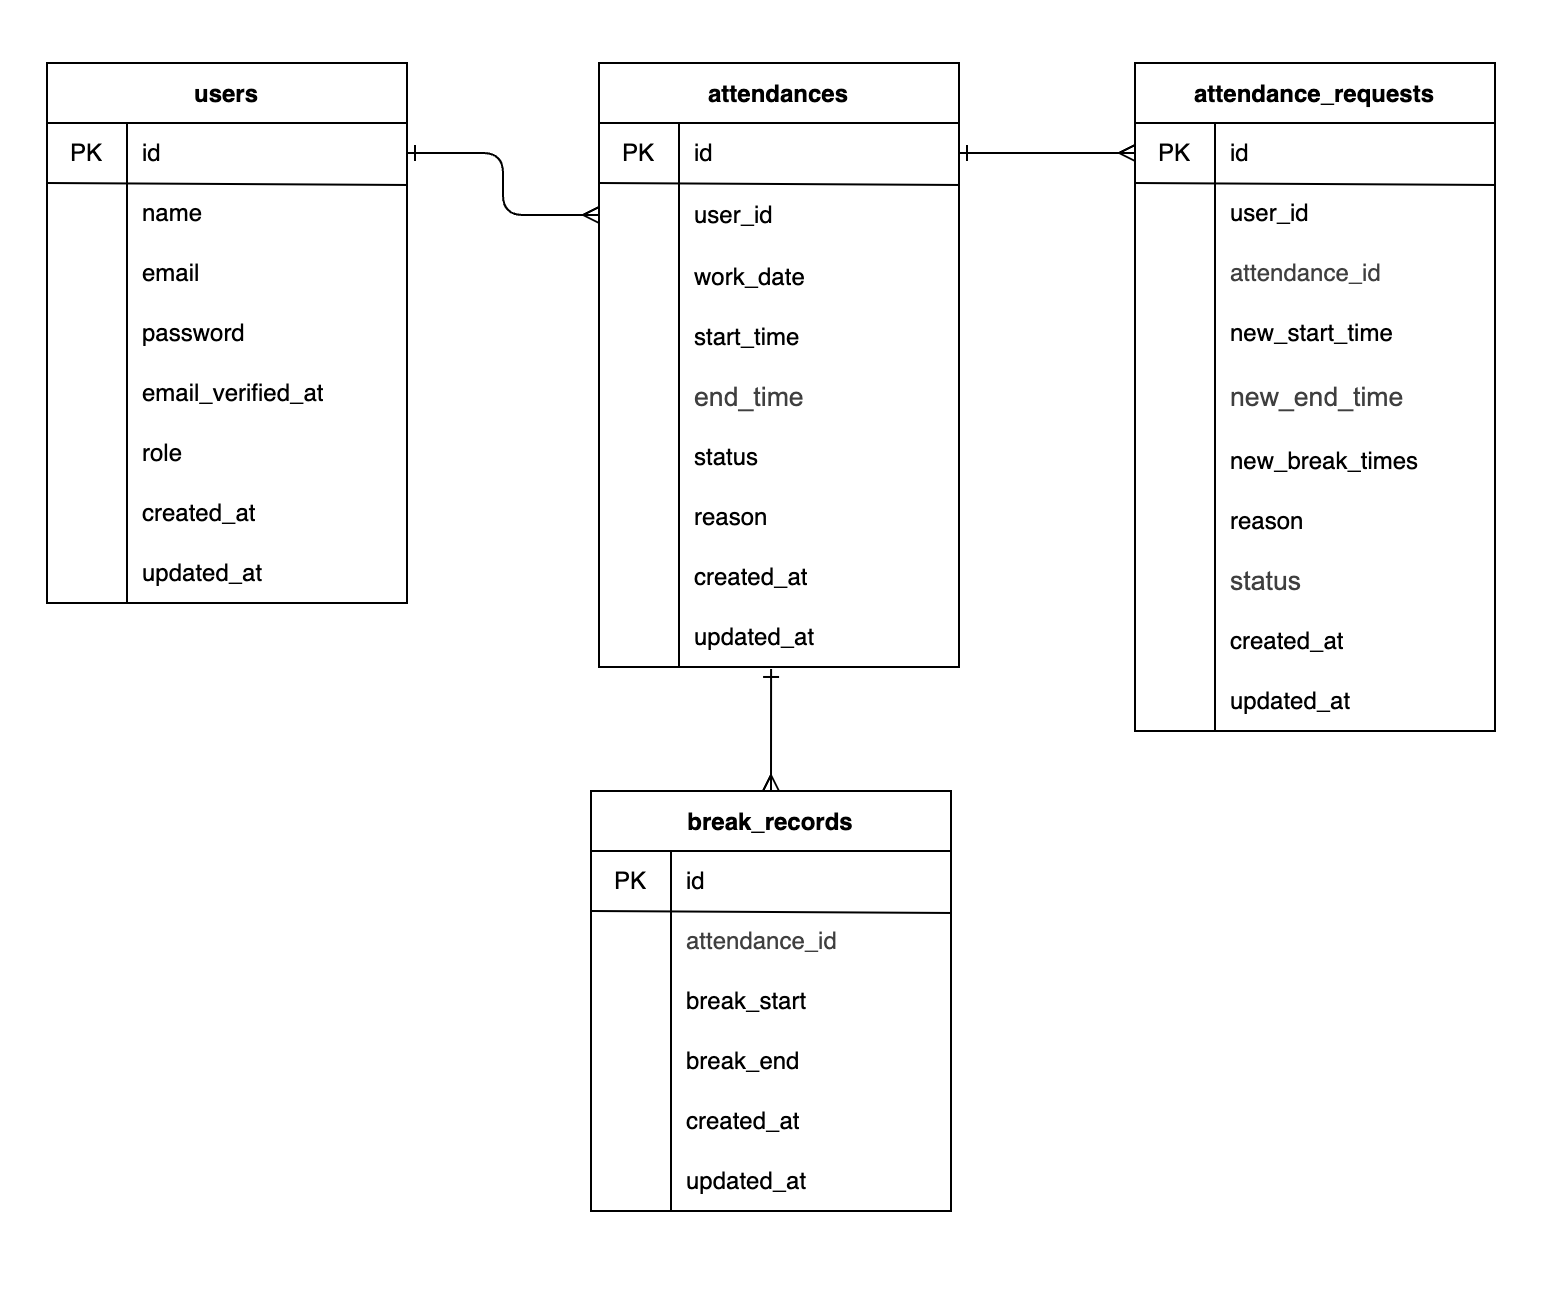 users
PK id
name
email
password
email_verified_at
role
created_at
updated_at
attendances
PK id
user_id
work_date
start_time
end_time
status
reason
created_at
updated_at
attendance_requests
PK id
user_id
attendance_id
new_start_time
new_end_time
new_break_times
reason
status
created_at
updated_at
break_records
PK id
attendance_id
break_start
break_end
created_at
updated_at